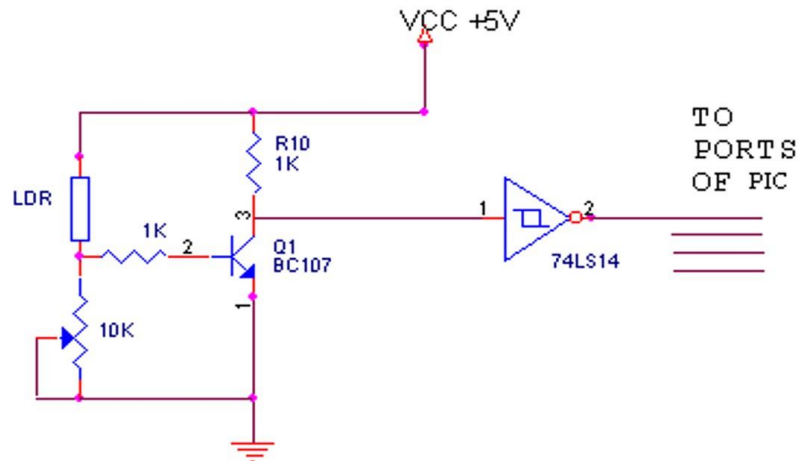 VCC +5V
R10
1K
TO
PORTS
OF PIC
LDR
1K
2
3
Q1
BC107
1
1
2
74LS14
10K